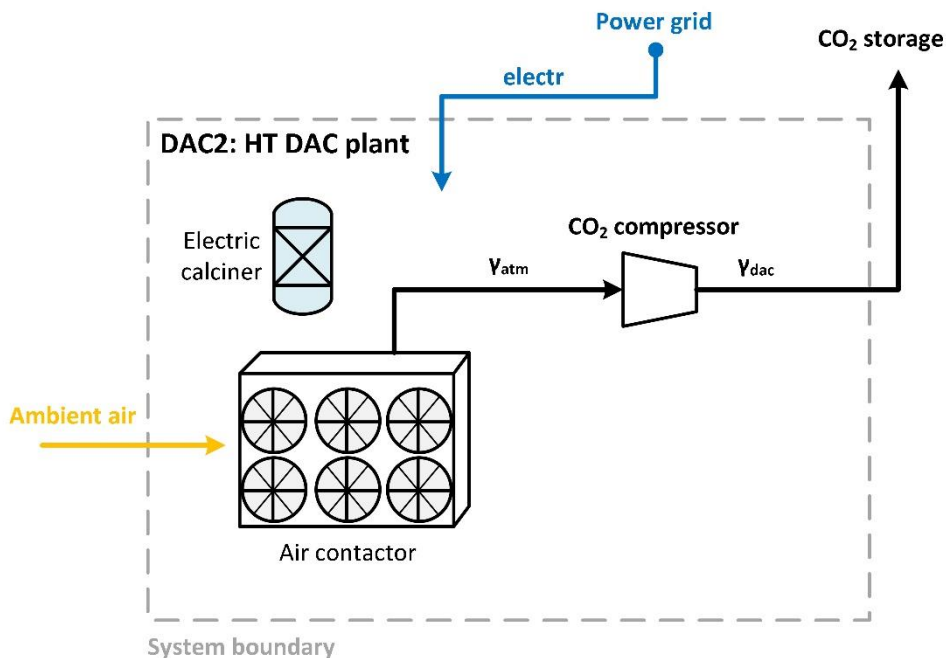 Power grid
CO₂ storage
electr
DAC2: HT DAC plant
Electric
calciner
CO₂ compressor
γatm
γdac
Ambient air
Air contactor
System boundary